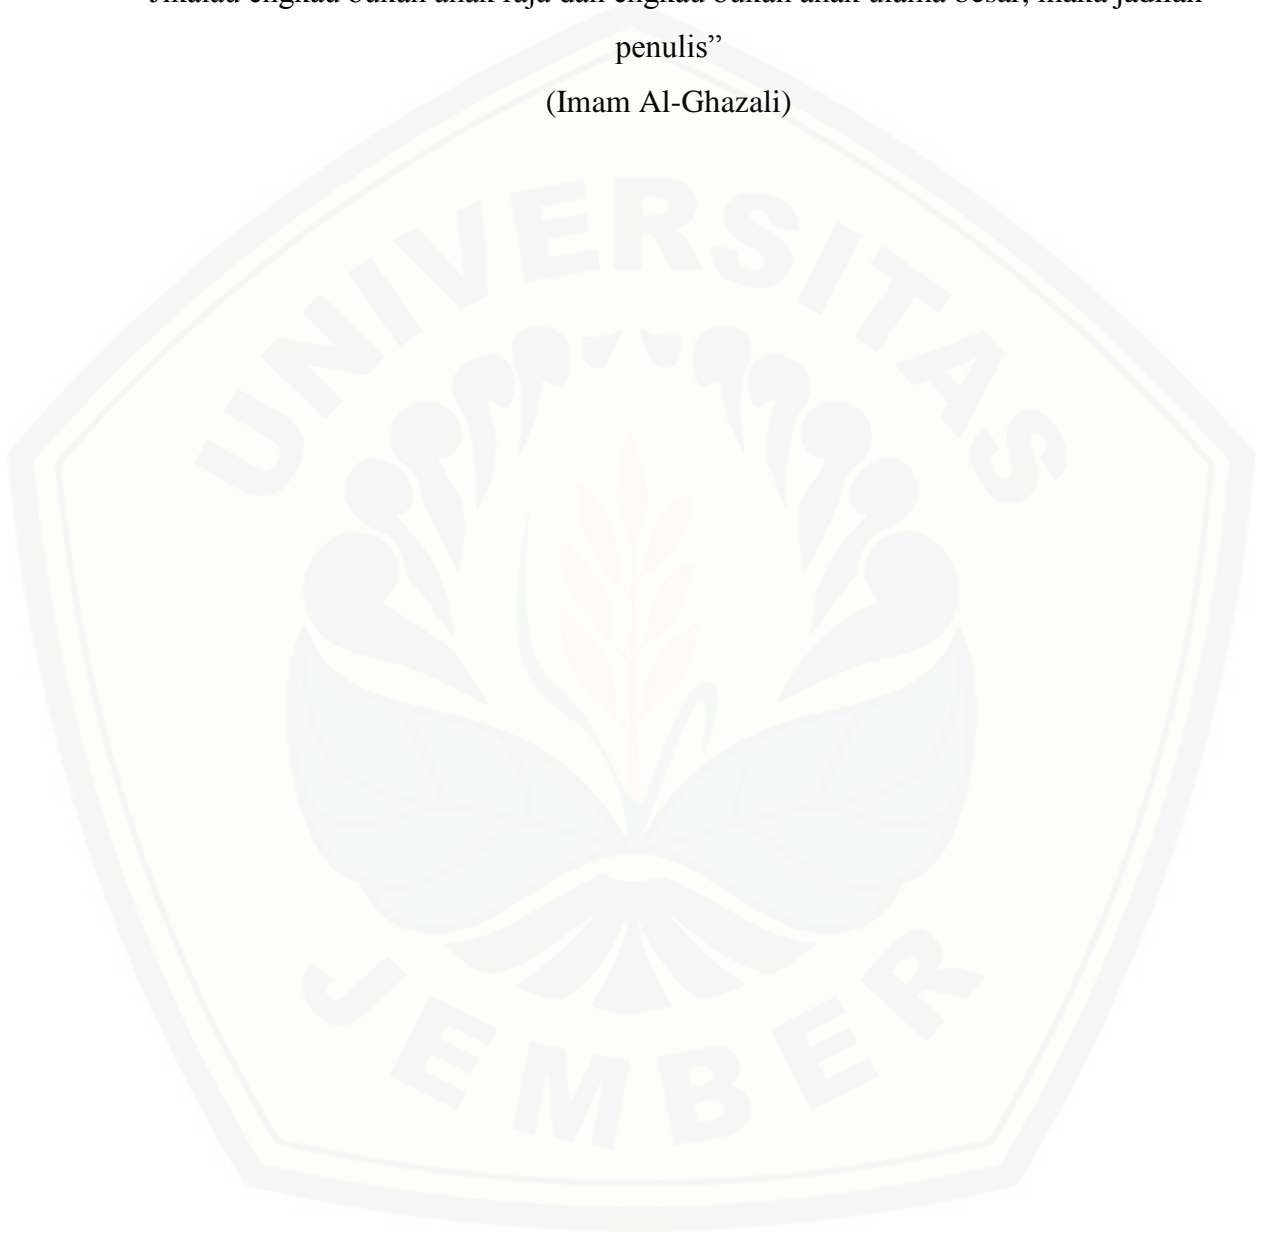 Jikalau engkau bukan anak raja dan engkau bukan anak ulama besar, maka jadilah
penulis”
(Imam Al-Ghazali)
UNIVERSITAS
JEMBER